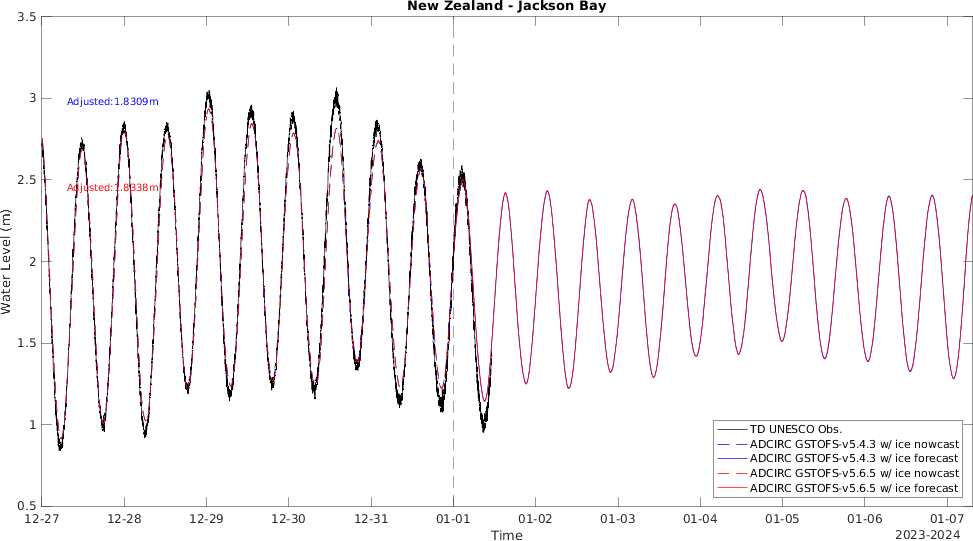 New Zealand - Jackson Bay
3.5
3
2.5
2
1.5
1
0.5
Water Level (m)
Adjusted:1.8309m
Adjusted:1.8338m
TD UNESCO Obs.
ADCIRC GSTOFS-v5.4.3 w/ ice nowcast
ADCIRC GSTOFS-v5.4.3 w/ ice forecast
ADCIRC GSTOFS-v5.6.5 w/ ice nowcast
ADCIRC GSTOFS-v5.6.5 w/ ice forecast
12-27 12-28 12-29 12-30 12-31 01-01 01-02 01-03 01-04 01-05 01-06 01-07
Time
2023-2024